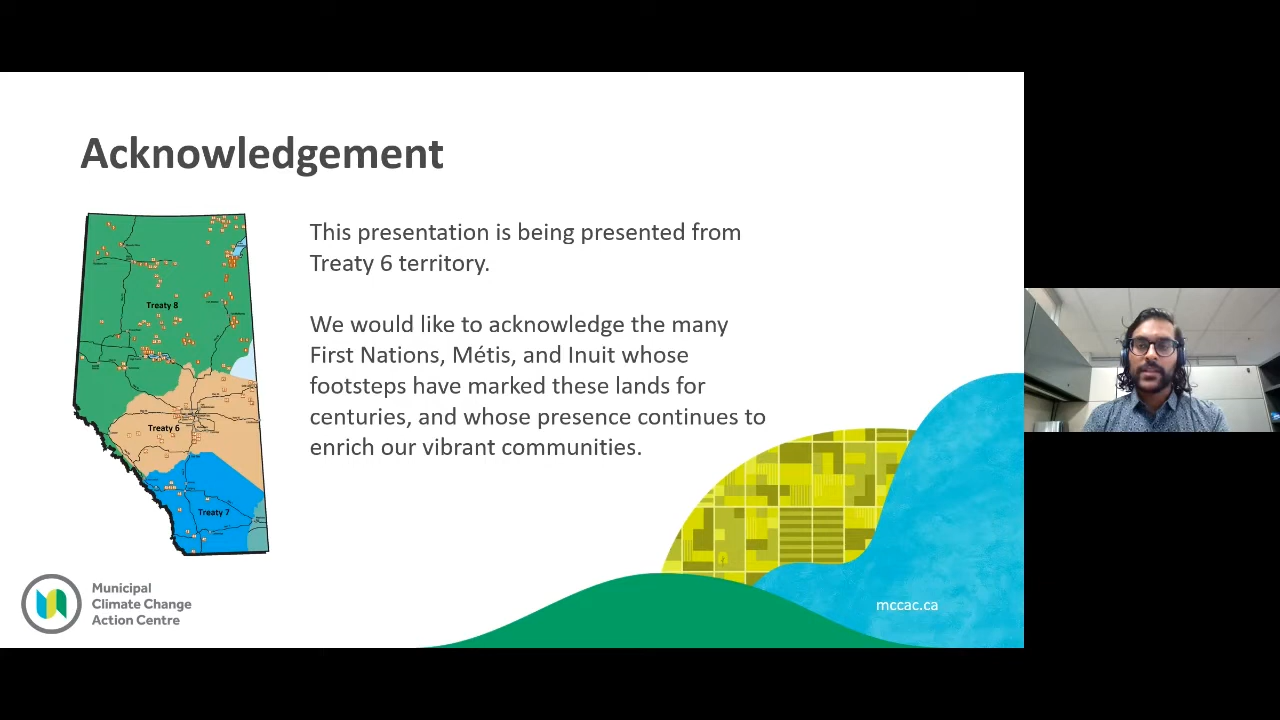 Acknowledgement
This presentation is being presented from
Treaty 6 territory.
We would like to acknowledge the many
First Nations, Métis, and Inuit whose
footsteps have marked these lands for
centuries, and whose presence continues to
enrich our vibrant communities.
Treaty 8
Treaty 6
Treaty 7
Municipal
Climate Change
Action Centre
mccac.ca